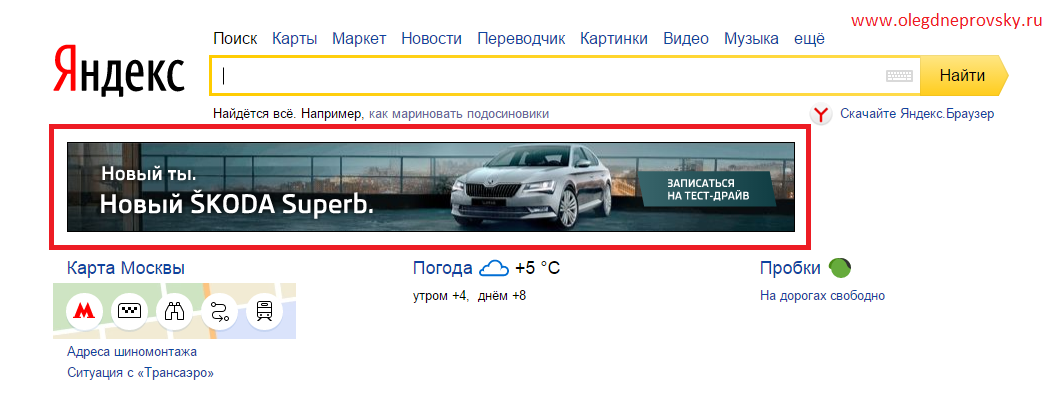 www.olegdneprovsky.ru
Поиск Карты Маркет Новости Переводчик Картинки Видео Музыка ещё
Яндекс
Найти
Найдётся всё. Например, как мариновать подосиновики
Скачайте Яндекс.Браузер
Новый ты.
Новый ŠKODA Superb.
ЗАПИСАТЬСЯ
НА ТЕСТ-ДРАЙВ
Карта Москвы
Погода +5 °C
Пробки
утром +4, днём +8
На дорогах свободно
Адреса шиномонтажа
Ситуация с «Трансаэро»